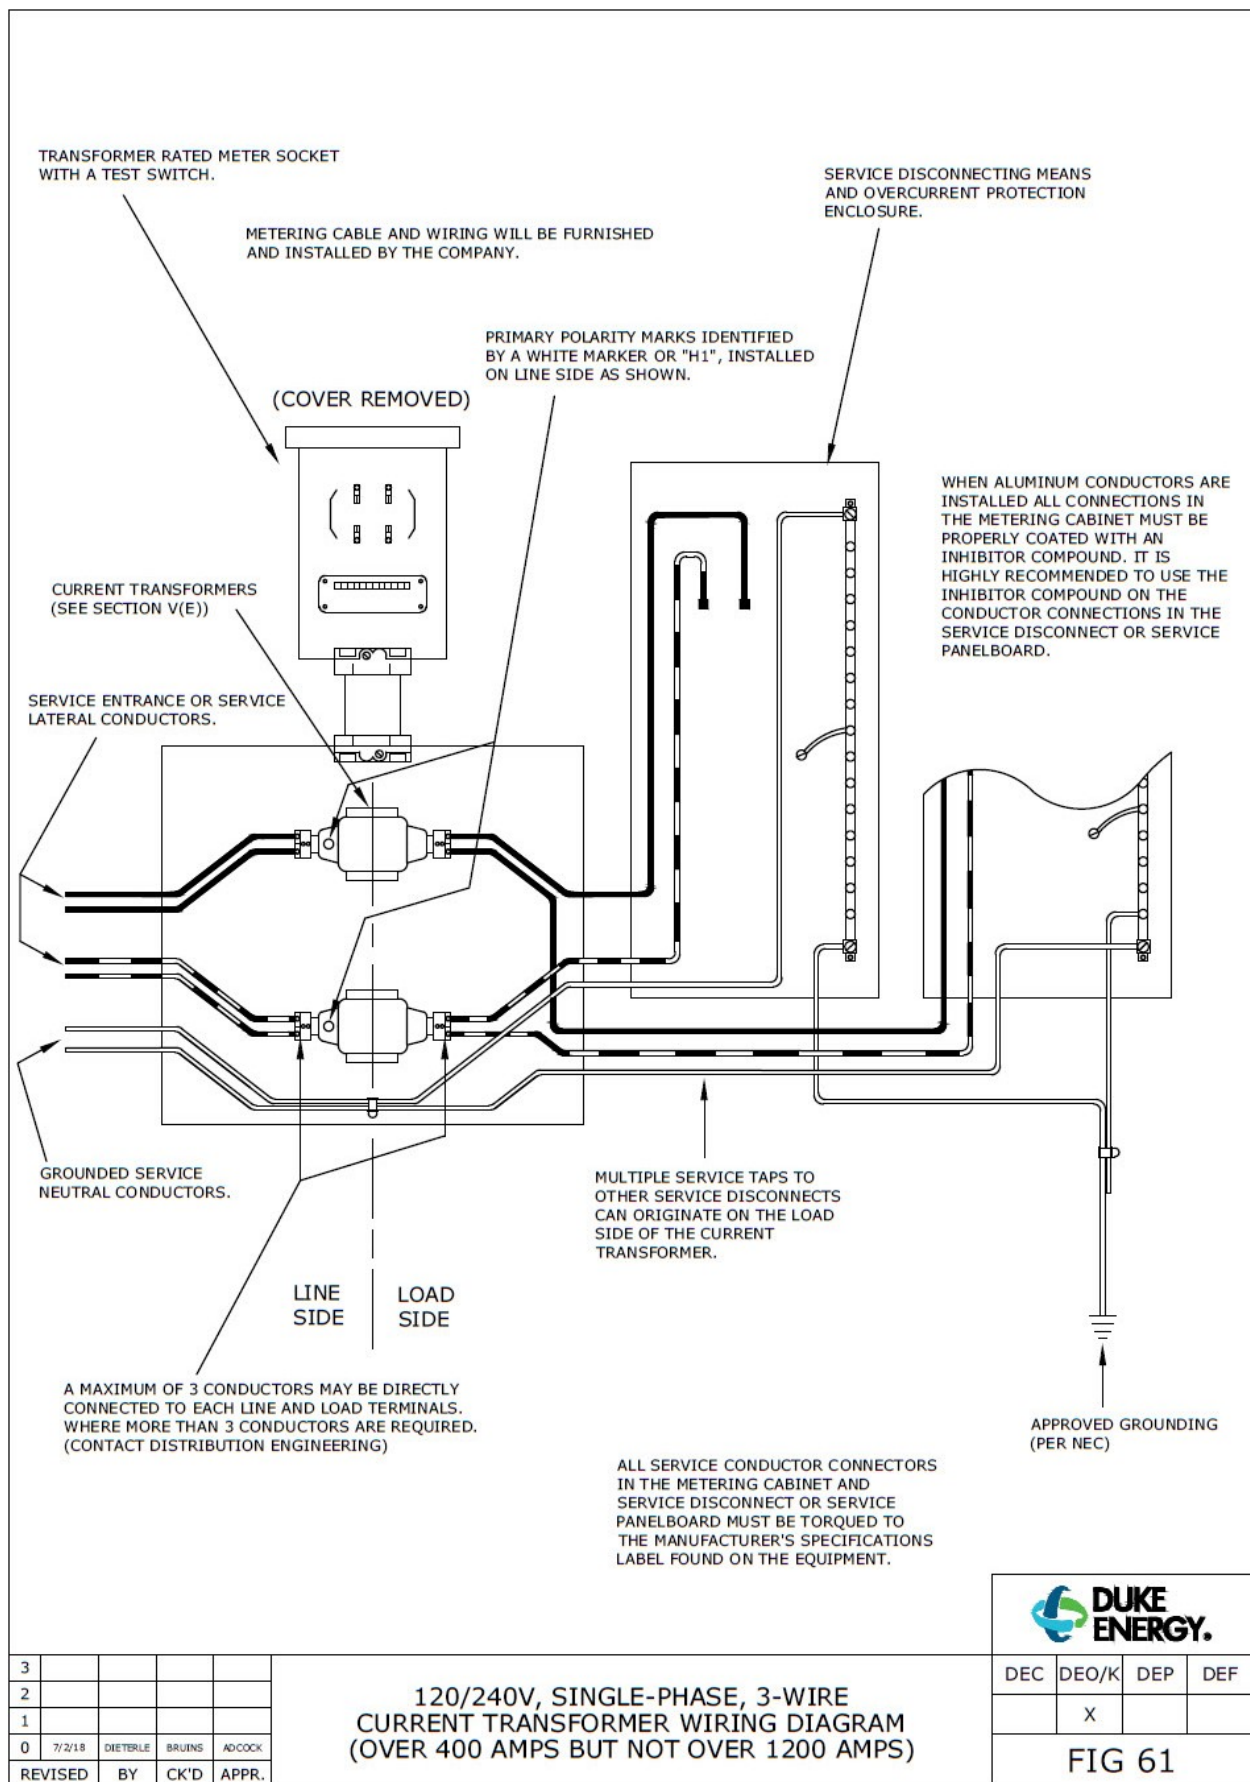 TRANSFORMER RATED METER SOCKET
WITH A TEST SWITCH.
SERVICE DISCONNECTING MEANS
AND OVERCURRENT PROTECTION
ENCLOSURE.
METERING CABLE AND WIRING WILL BE FURNISHED
AND INSTALLED BY THE COMPANY.
PRIMARY POLARITY MARKS IDENTIFIED
BY A WHITE MARKER OR "H1", INSTALLED
ON LINE SIDE AS SHOWN.
(COVER REMOVED)
WHEN ALUMINUM CONDUCTORS ARE
INSTALLED ALL CONNECTIONS IN
THE METERING CABINET MUST BE
PROPERLY COATED WITH AN
INHIBITOR COMPOUND. IT IS
HIGHLY RECOMMENDED TO USE THE
INHIBITOR COMPOUND ON THE
CONDUCTOR CONNECTIONS IN THE
SERVICE DISCONNECT OR SERVICE
PANELBOARD.
CURRENT TRANSFORMERS
(SEE SECTION V(E))
SERVICE ENTRANCE OR SERVICE
LATERAL CONDUCTORS.
GROUNDED SERVICE
NEUTRAL CONDUCTORS.
MULTIPLE SERVICE TAPS TO
OTHER SERVICE DISCONNECTS
CAN ORIGINATE ON THE LOAD
SIDE OF THE CURRENT
TRANSFORMER.
LINE
SIDE
LOAD
SIDE
A MAXIMUM OF 3 CONDUCTORS MAY BE DIRECTLY
CONNECTED TO EACH LINE AND LOAD TERMINALS.
WHERE MORE THAN 3 CONDUCTORS ARE REQUIRED.
(CONTACT DISTRIBUTION ENGINEERING)
APPROVED GROUNDING
(PER NEC)
ALL SERVICE CONDUCTOR CONNECTORS
IN THE METERING CABINET AND
SERVICE DISCONNECT OR SERVICE
PANELBOARD MUST BE TORQUED TO
THE MANUFACTURER'S SPECIFICATIONS
LABEL FOUND ON THE EQUIPMENT.
DUKE
ENERGY.
3
2
1
0 7/2/18 DIETERLE BRUINS ADCOCK
REVISED BY CK'D APPR.
120/240V, SINGLE-PHASE, 3-WIRE
CURRENT TRANSFORMER WIRING DIAGRAM
(OVER 400 AMPS BUT NOT OVER 1200 AMPS)
DEC DEO/K DEP DEF
X
FIG 61